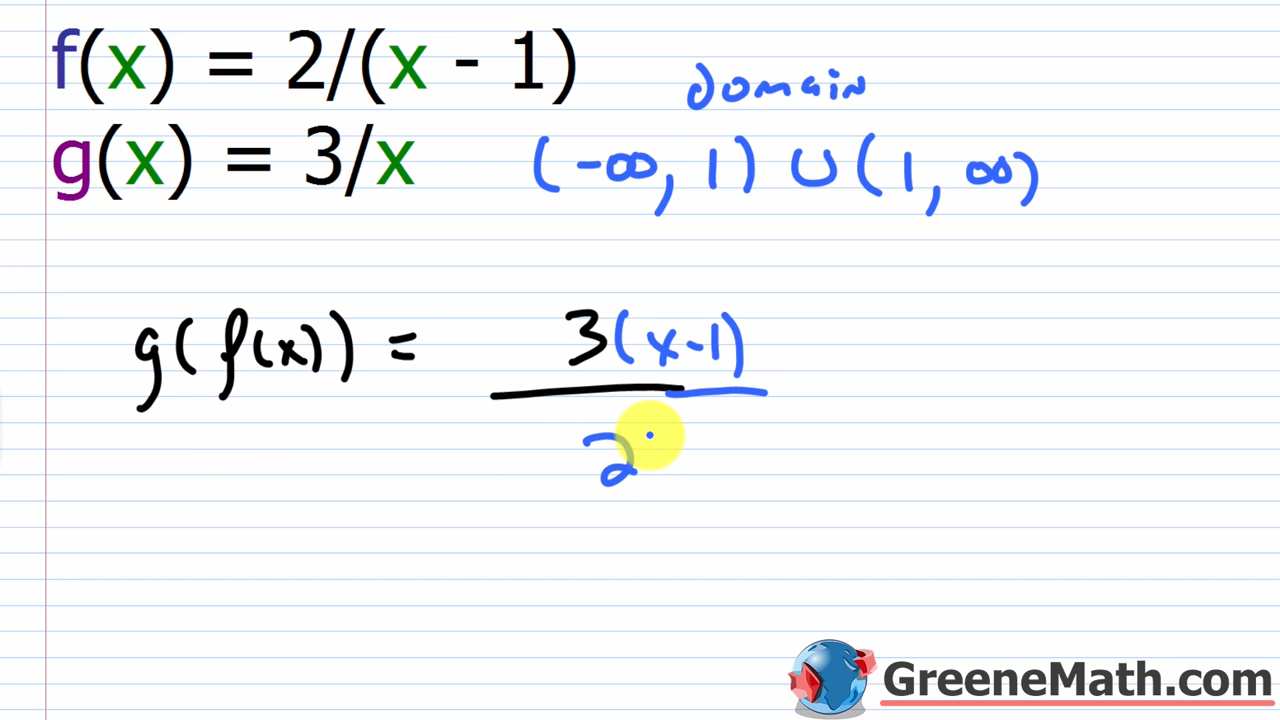 f(x) = 2/(x - 1)
domain
g(x) = 3/x
(-∞, 1) ∪ (1, ∞)
g(f(x)) = 3(x-1)
2
GreeneMath.com